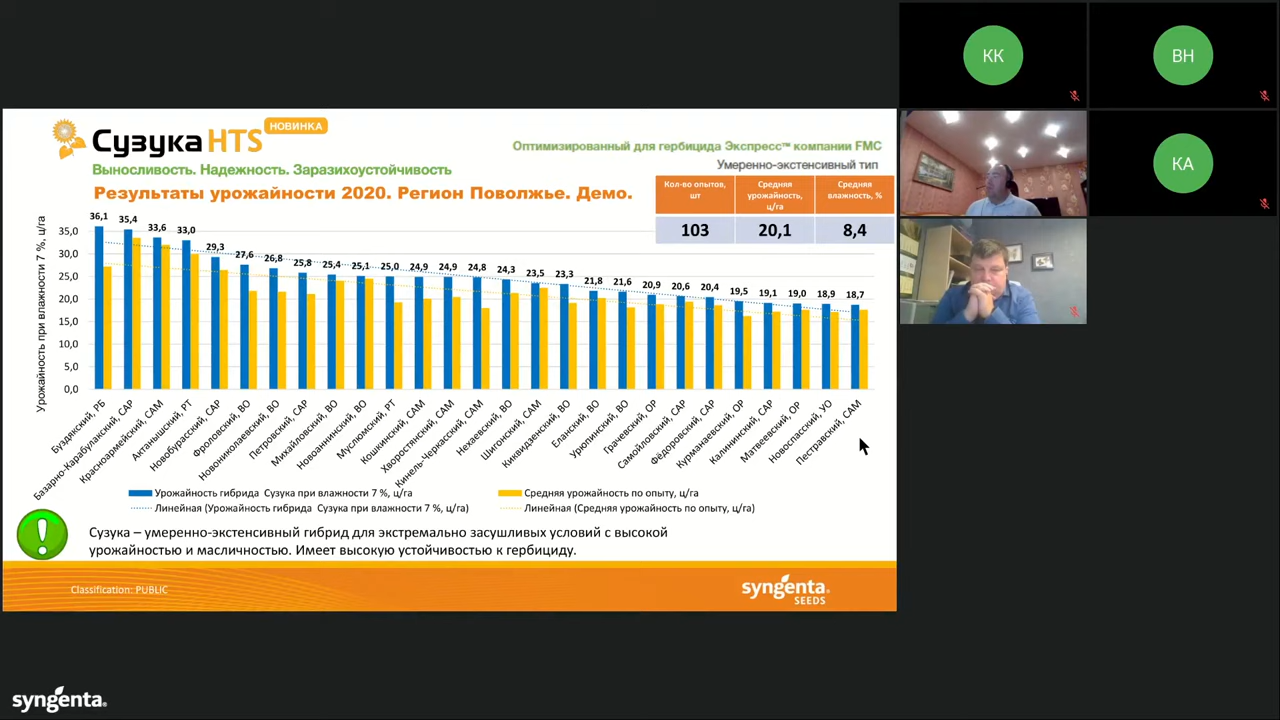 Сузука HTS
НОВИНКА
Выносливость. Надежность. Заразихоустойчивость
Оптимизированный для гербицида Экспресс™ компании FMC
Умеренно-экстенсивный тип
Результаты урожайности 2020. Регион Поволжье. Демо.
Кол-во опытов, шт
Средняя урожайность, ц/га
Средняя влажность, %
103
20,1
8,4
Урожайность при влажности 7 %, ц/га
35,0
30,0
25,0
20,0
15,0
10,0
5,0
0,0
36,1
35,4
33,6
33,0
29,3
27,6
26,8
25,8
25,4
25,1
25,0
24,9
24,9
24,8
24,3
23,5
23,3
21,8
21,6
20,9
20,6
20,4
19,5
19,1
19,0
18,9
18,7
Буздякский, РБ
Базарно-Карабулакский, САР
Красноармейский, САМ
Актанышский, РТ
Новобурасский, САР
Фроловский, ВО
Новониколаевский, ВО
Петровский, САР
Михайловский, ВО
Новоаннинский, ВО
Муслюмский, РТ
Кошкинский, САМ
Хворостянский, САМ
Кинель-Черкасский, САМ
Нехаевский, ВО
Шигонский, САМ
Киквидзенский, ВО
Еланский, ВО
Урюпинский, ВО
Грачевский, ОР
Самойловский, САР
Фёдоровский, САР
Курманаевский, ОР
Калининский, САР
Матвеевский, ОР
Новоспасский, УО
Пестравский, САМ
Урожайность гибрида Сузука при влажности 7 %, ц/га
Средняя урожайность по опыту, ц/га
Линейная (Урожайность гибрида Сузука при влажности 7 %, ц/га)
Линейная (Средняя урожайность по опыту, ц/га)
Сузука – умеренно-экстенсивный гибрид для экстремально засушливых условий с высокой
урожайностью и масличностью. Имеет высокую устойчивостью к гербициду.
Classification: PUBLIC
syngenta
SEEDS
syngenta
КК
ВН
КА